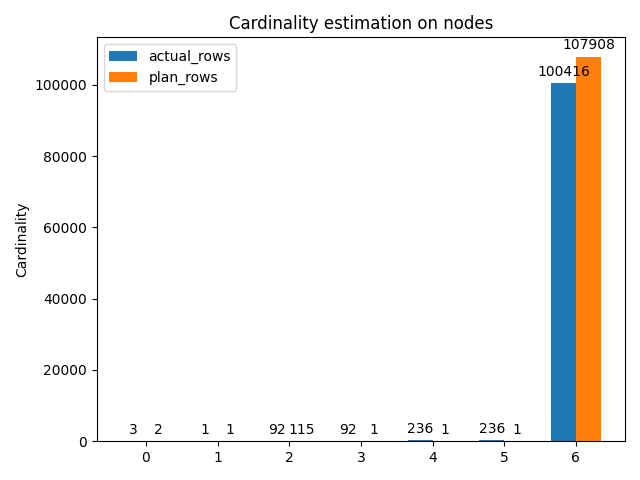 Cardinality estimation on nodes
actual_rows
plan_rows
Cardinality
100000
80000
60000
40000
20000
0
3 2 1 1 92 115 92 1 236 1 236 1 100416 107908
0 1 2 3 4 5 6